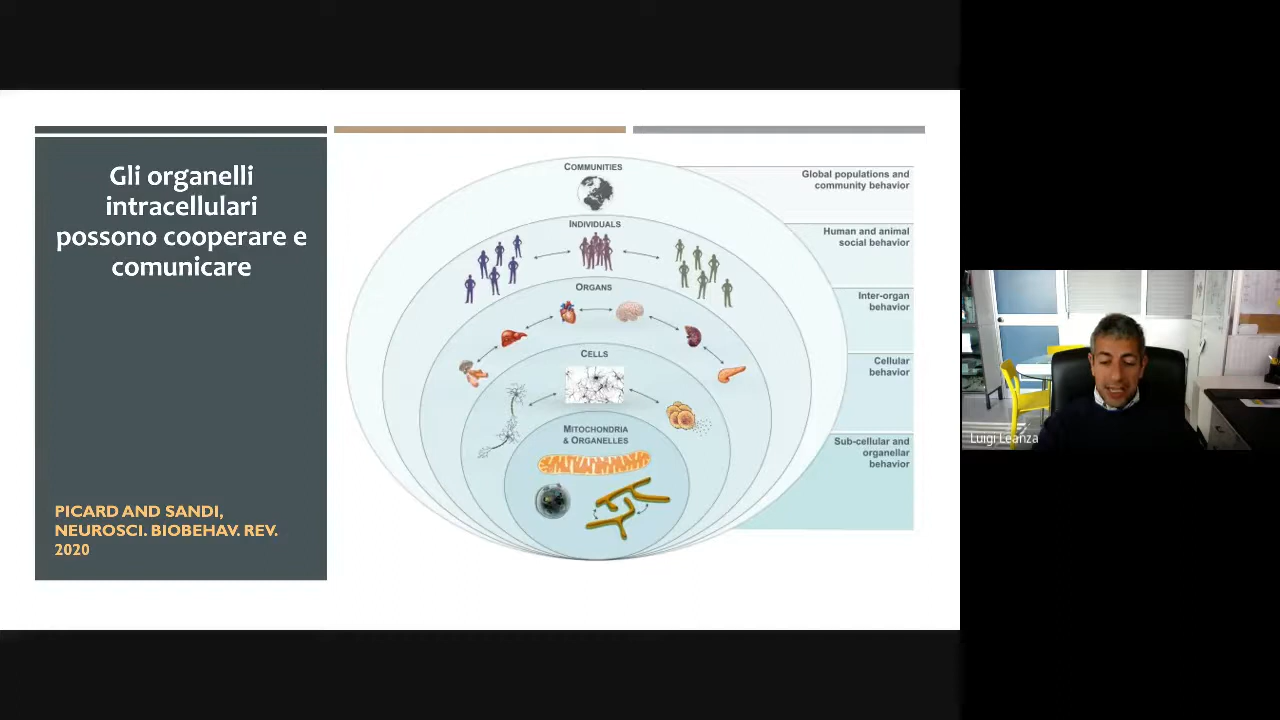 Gli organelli
intracellulari
possono cooperare e
comunicare
PICARD AND SANDI,
NEUROSCI. BIOBEHAV. REV.
2020
COMMUNITIES
INDIVIDUALS
ORGANS
CELLS
MITOCHONDRIA
& ORGANELLES
Global populations and
community behavior
Human and animal
social behavior
Inter-organ
behavior
Cellular
behavior
Sub-cellular and
organellar
behavior
Luigi Leanza